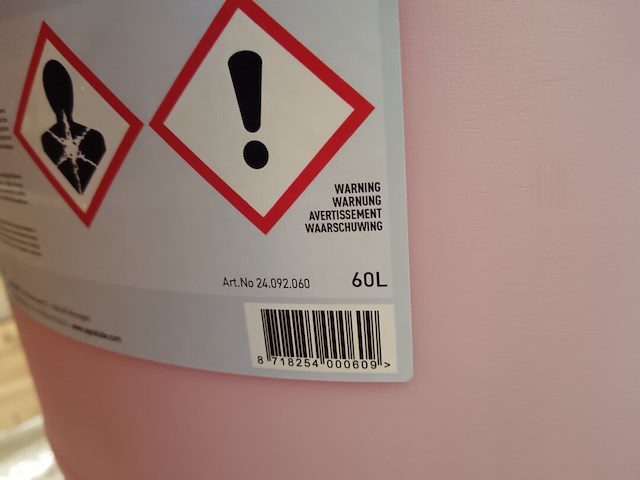 WARNING
WARNUNG
AVERTISSEMENT
WAARSCHUWING
Art.No 24.092.060 60L
8 718254 000609 >